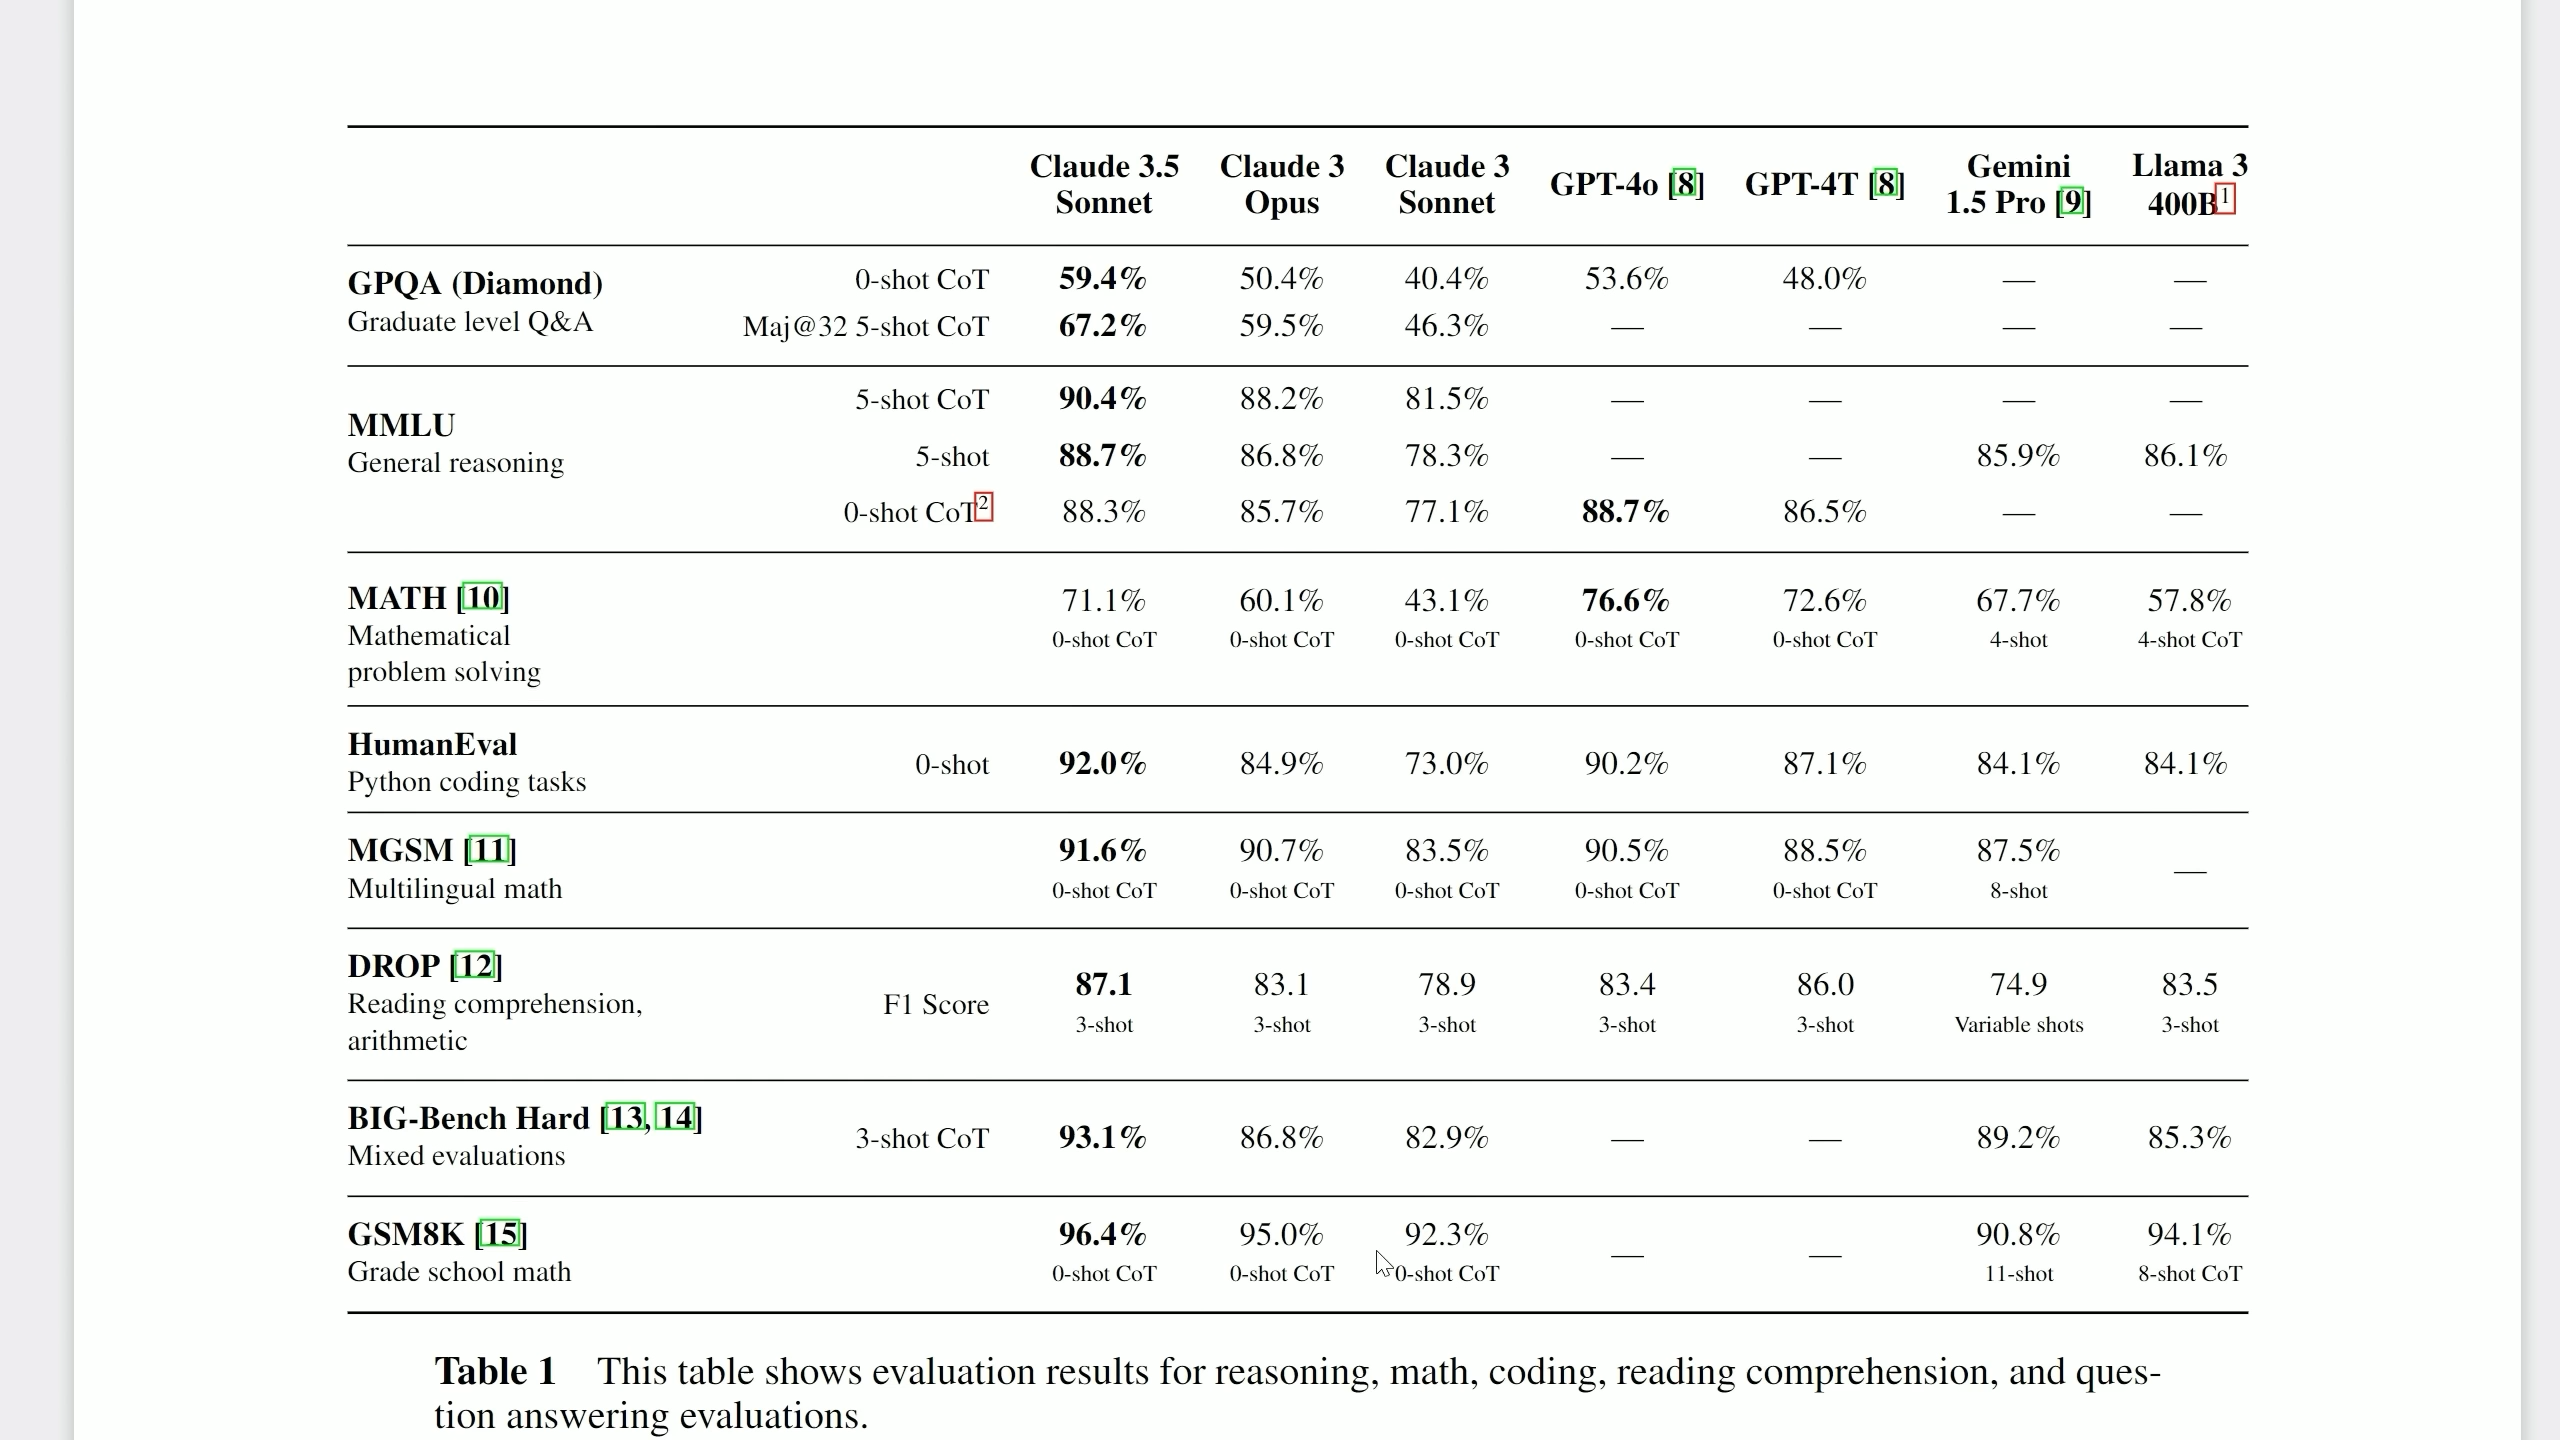 Claude 3.5 Claude 3 Claude 3 GPT-4o [8] GPT-4T [8] Gemini Llama 3
Sonnet Opus Sonnet 1.5 Pro [9] 400B1
GPQA (Diamond) 0-shot CoT 59.4% 50.4% 40.4% 53.6% 48.0% — —
Graduate level Q&A Maj@32 5-shot CoT 67.2% 59.5% 46.3% — — — —
5-shot CoT 90.4% 88.2% 81.5% — — — —
MMLU
General reasoning 5-shot 88.7% 86.8% 78.3% — — 85.9% 86.1%
0-shot CoT2 88.3% 85.7% 77.1% 88.7% 86.5% — —
MATH [10] 71.1% 60.1% 43.1% 76.6% 72.6% 67.7% 57.8%
Mathematical 0-shot CoT 0-shot CoT 0-shot CoT 0-shot CoT 0-shot CoT 4-shot 4-shot CoT
problem solving
HumanEval
0-shot 92.0% 84.9% 73.0% 90.2% 87.1% 84.1% 84.1%
Python coding tasks
MGSM [11] 91.6% 90.7% 83.5% 90.5% 88.5% 87.5% —
Multilingual math 0-shot CoT 0-shot CoT 0-shot CoT 0-shot CoT 0-shot CoT 8-shot
DROP [12] 87.1 83.1 78.9 83.4 86.0 74.9 83.5
Reading comprehension, F1 Score 3-shot 3-shot 3-shot 3-shot 3-shot Variable shots 3-shot
arithmetic
BIG-Bench Hard [13, 14]
3-shot CoT 93.1% 86.8% 82.9% — — 89.2% 85.3%
Mixed evaluations
GSM8K [15] 96.4% 95.0% 92.3% — — 90.8% 94.1%
Grade school math 0-shot CoT 0-shot CoT 0-shot CoT 11-shot 8-shot CoT
Table 1 This table shows evaluation results for reasoning, math, coding, reading comprehension, and ques-
tion answering evaluations.